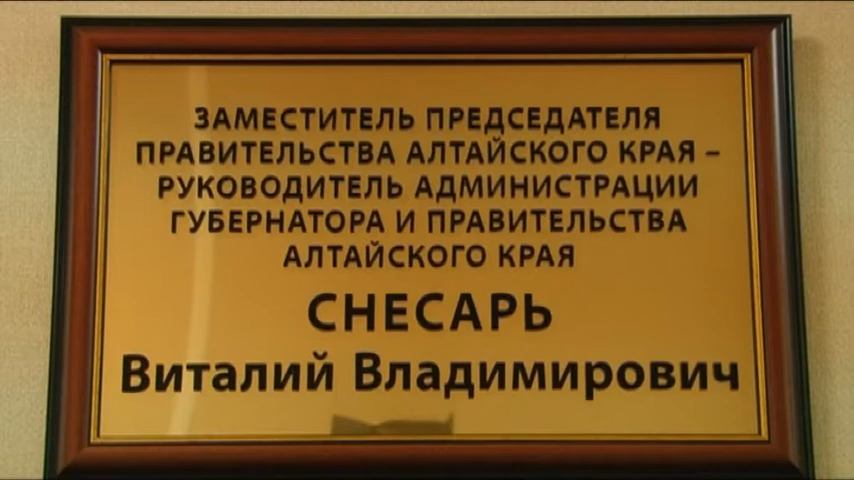 ЗАМЕСТИТЕЛЬ ПРЕДСЕДАТЕЛЯ
ПРАВИТЕЛЬСТВА АЛТАЙСКОГО КРАЯ –
РУКОВОДИТЕЛЬ АДМИНИСТРАЦИИ
ГУБЕРНАТОРА И ПРАВИТЕЛЬСТВА
АЛТАЙСКОГО КРАЯ
СНЕСАРЬ
Виталий Владимирович